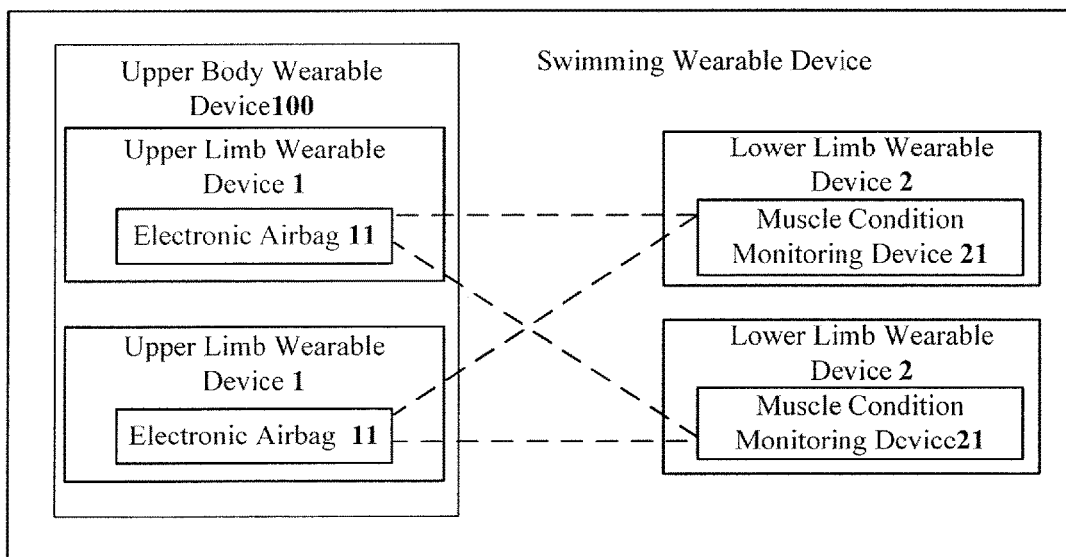 Swimming Wearable Device
Upper Body Wearable
Device100
Upper Limb Wearable
Device 1
Electronic Airbag 11
Upper Limb Wearable
Device 1
Electronic Airbag 11
Lower Limb Wearable
Device 2
Muscle Condition
Monitoring Device 21
Lower Limb Wearable
Device 2
Muscle Condition
Monitoring Device21